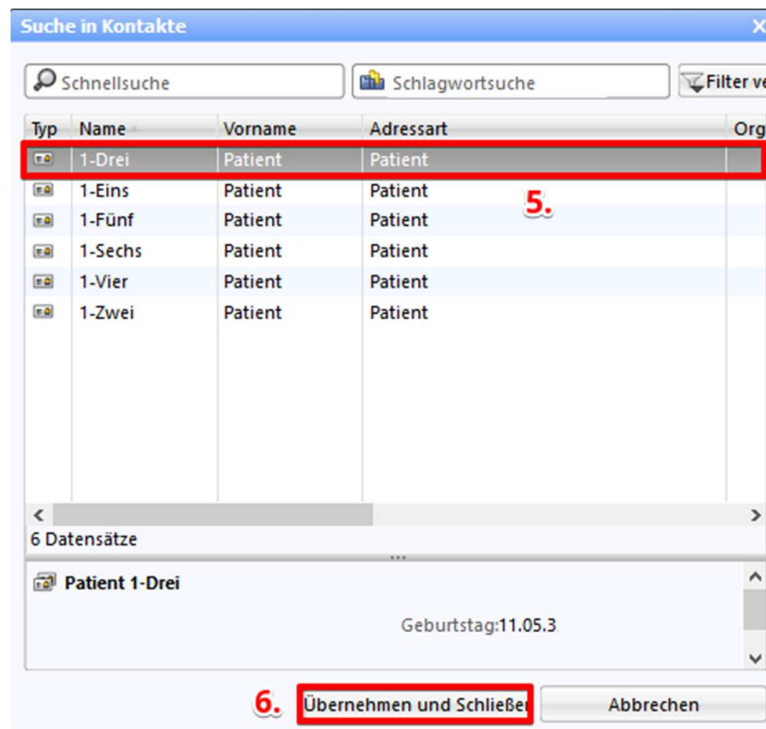 Suche in Kontakte X
Schnellsuche Schlagwortsuche Filter ve
Typ Name Vorname Adressart Org
1-Drei Patient Patient
1-Eins Patient Patient
5.
1-Fünf Patient Patient
1-Sechs Patient Patient
1-Vier Patient Patient
1-Zwei Patient Patient
6 Datensätze
Patient 1-Drei
Geburtstag:11.05.3
6. Übernehmen und Schließen Abbrechen